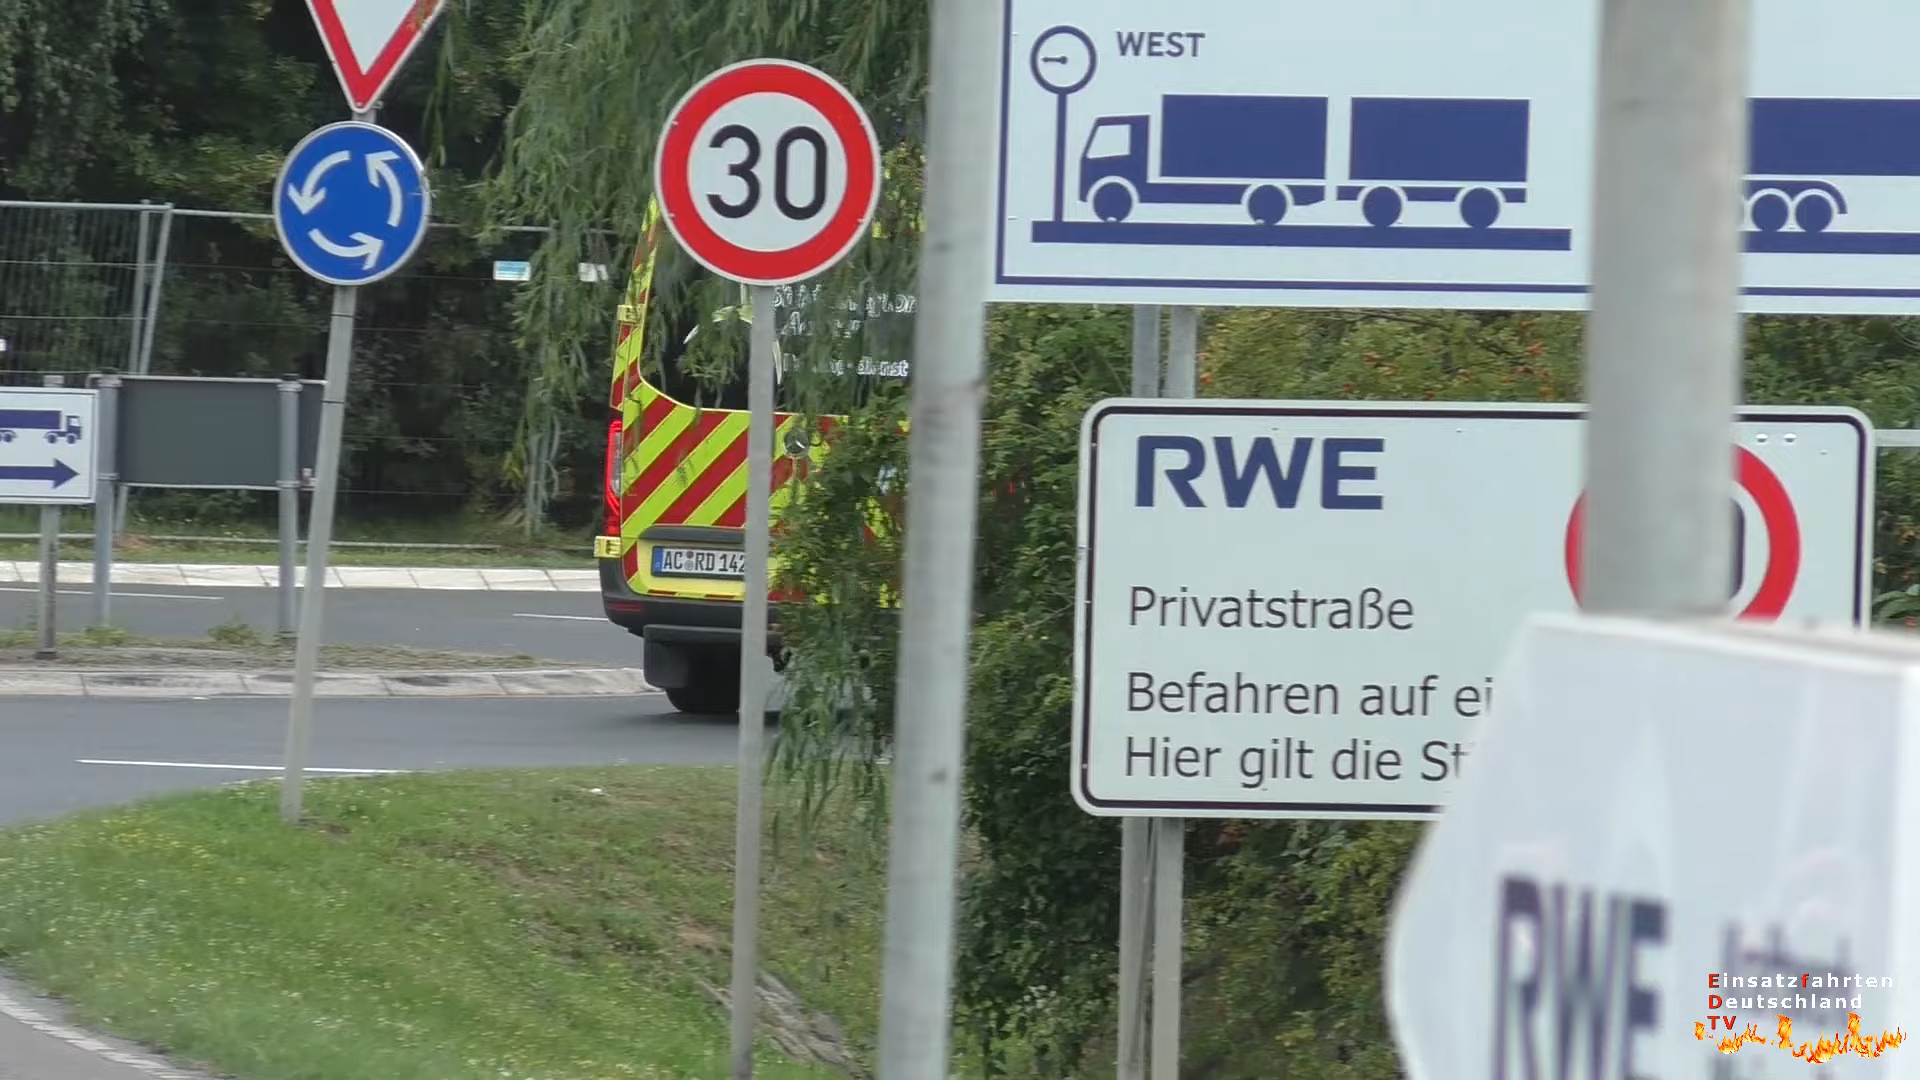 WEST
30
RWE
Privatstraße
Befahren auf ei
Hier gilt die St
AC RD 142
RWE
Einsatzfahrten
Deutschland
TV